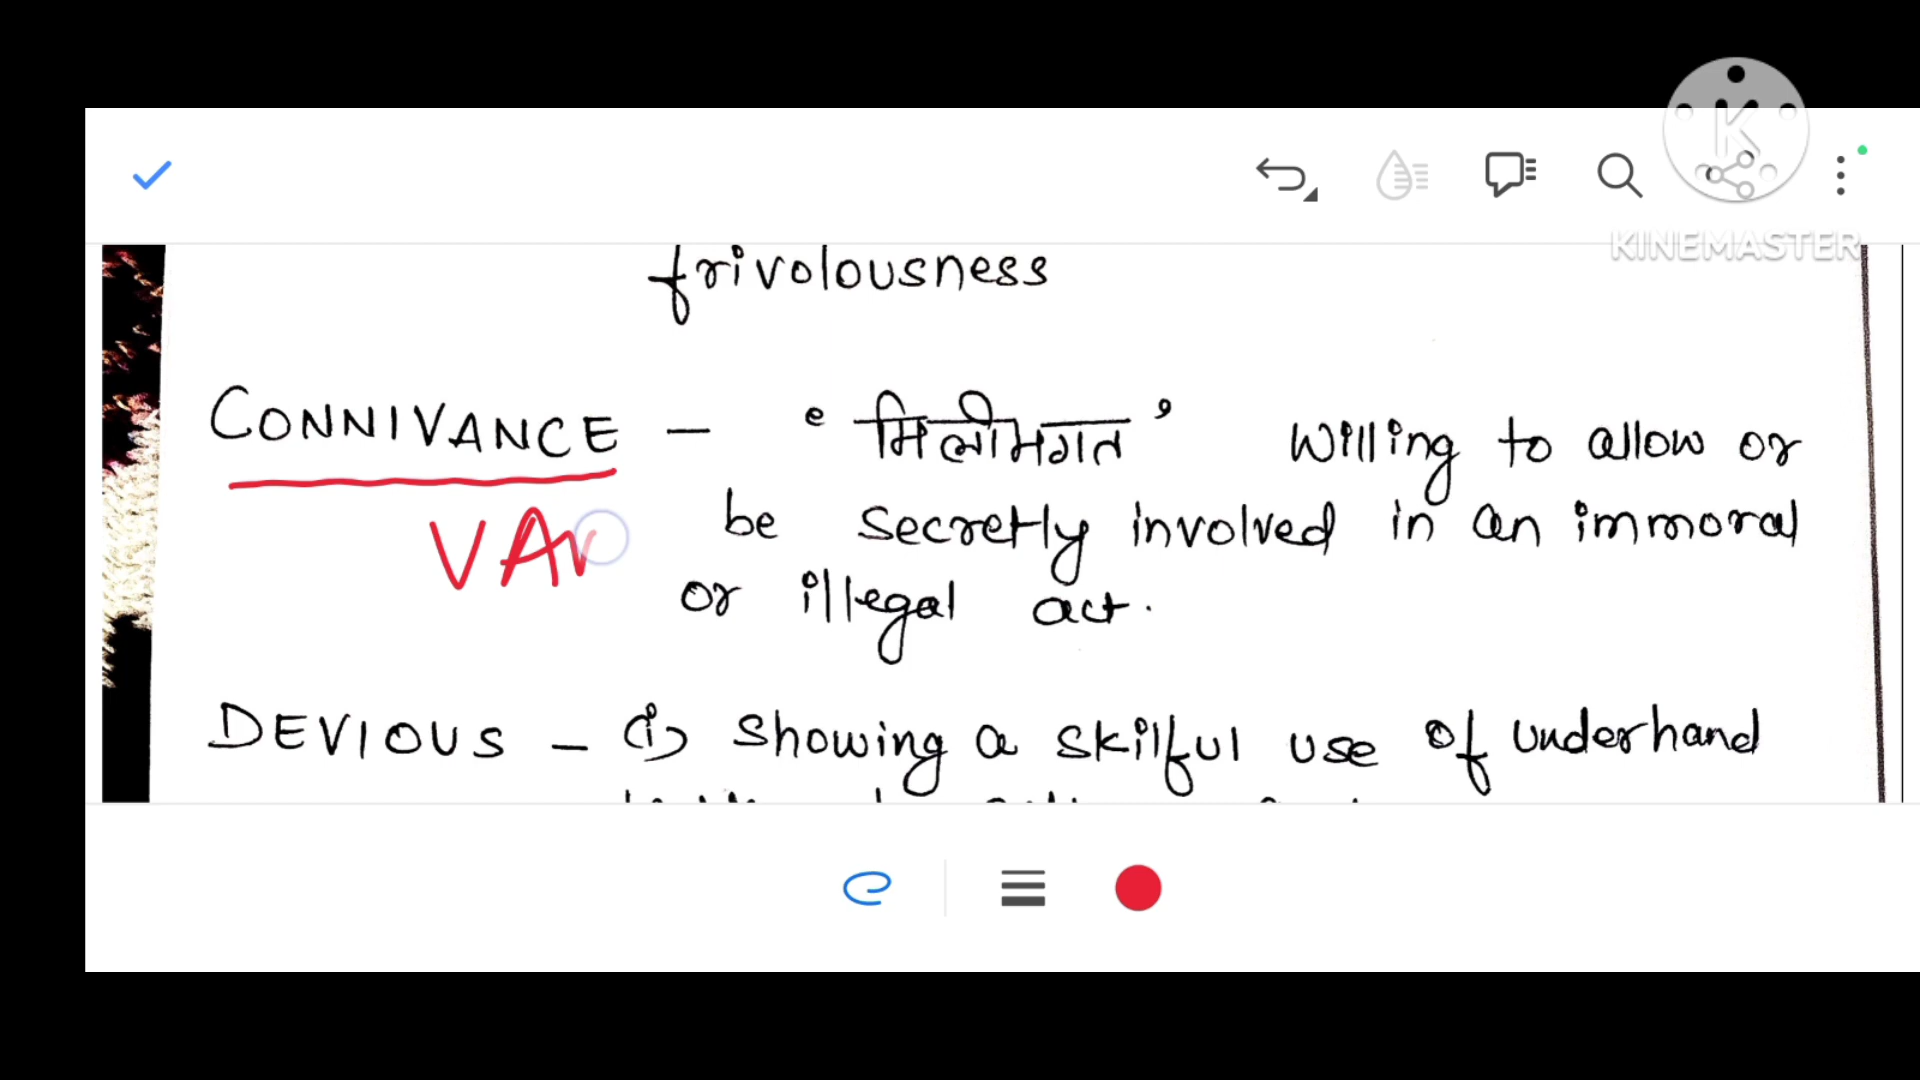 KINEMASTER
frivolousness
CONNIVANCE - ' मिलीभगत ' Willing to allow or
be secretly involved in an immoral
or illegal act.
VAN
DEVIOUS - (i) Showing a skilful use of underhand